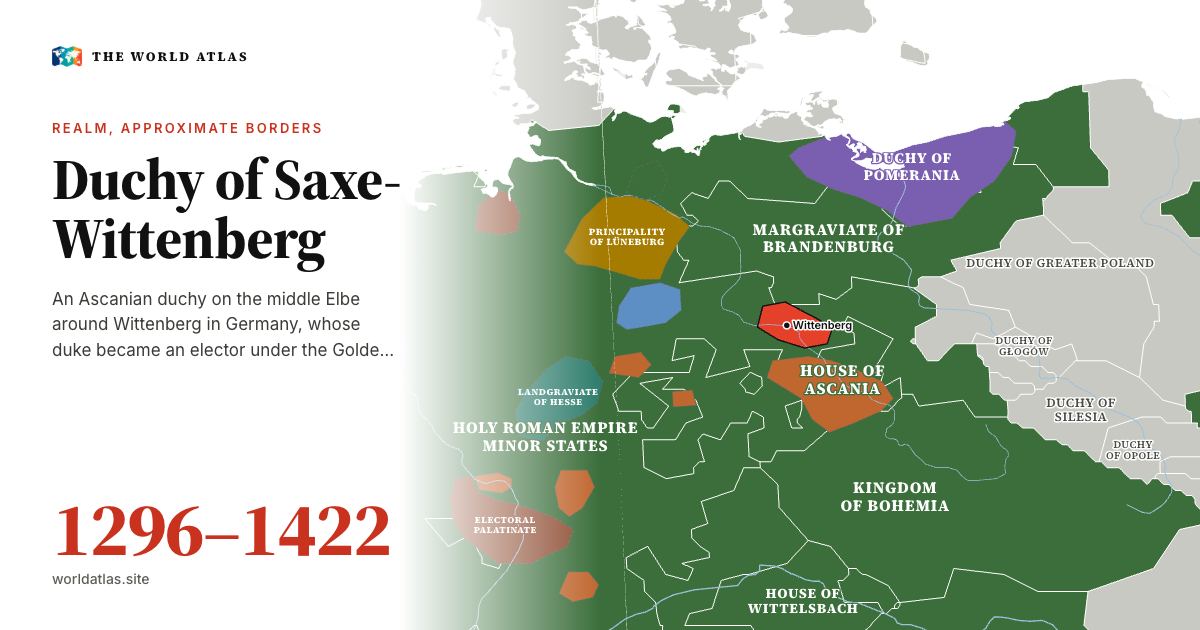 THE WORLD ATLAS
REALM, APPROXIMATE BORDERS
Duchy of Saxe-
Wittenberg
An Ascanian duchy on the middle Elbe
around Wittenberg in Germany, whose
duke became an elector under the Golde…
1296–1422
worldatlas.site
DUCHY OF
POMERANIA
PRINCIPALITY
OF LÜNEBURG
MARGRAVIATE OF
BRANDENBURG
DUCHY OF GREATER POLAND
Wittenberg
DUCHY OF
GŁOGÓW
HOUSE OF
ASCANIA
LANDGRAVIATE
OF HESSE
DUCHY OF
SILESIA
HOLY ROMAN EMPIRE
MINOR STATES
DUCHY
OF OPOLE
KINGDOM
OF BOHEMIA
ELECTORAL
PALATINATE
HOUSE OF
WITTELSBACH